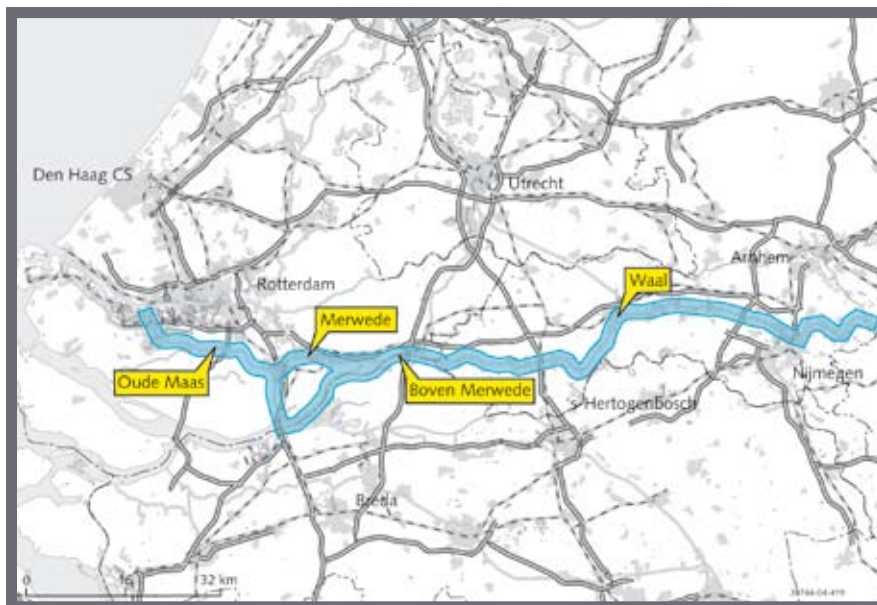 Den Haag CS
Utrecht
Arnhem
Waal
Rotterdam
Merwede
Oude Maas
Boven Merwede
Nijmegen
s-Hertogenbosch
Breda
0 16 32 km